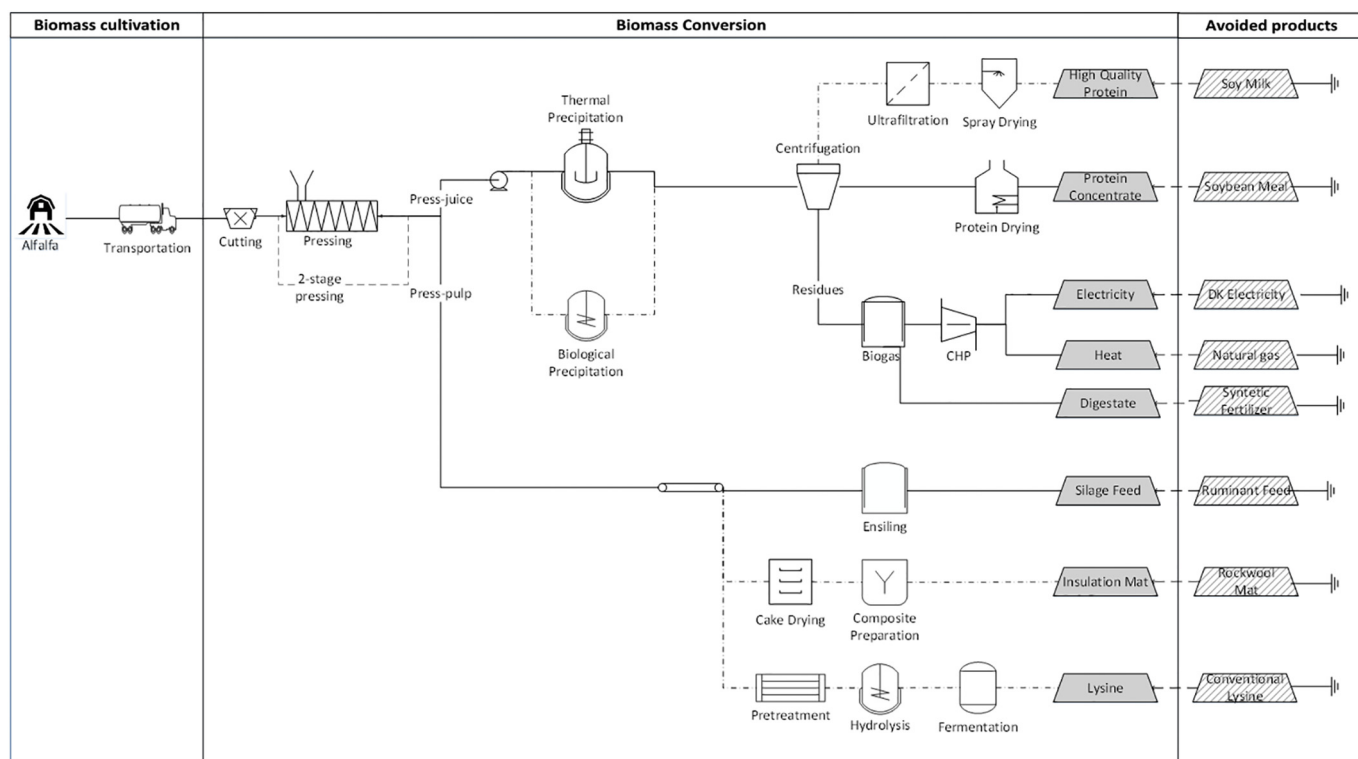 Biomass cultivation
Biomass Conversion
Avoided products
Alfalfa
Transportation
Cutting
Pressing
2-stage
pressing
Press-juice
Press-pulp
Thermal
Precipitation
Biological
Precipitation
Centrifugation
Ultrafiltration
Spray Drying
High Quality
Protein
Soy Milk
Protein Drying
Protein
Concentrate
Soybean Meal
Residues
Biogas
CHP
Electricity
DK Electricity
Heat
Natural gas
Digestate
Syntetic
Fertilizer
Ensiling
Silage Feed
Ruminant Feed
Cake Drying
Composite
Preparation
Insulation Mat
Rockwool
Mat
Pretreatment
Hydrolysis
Fermentation
Lysine
Conventional
Lysine